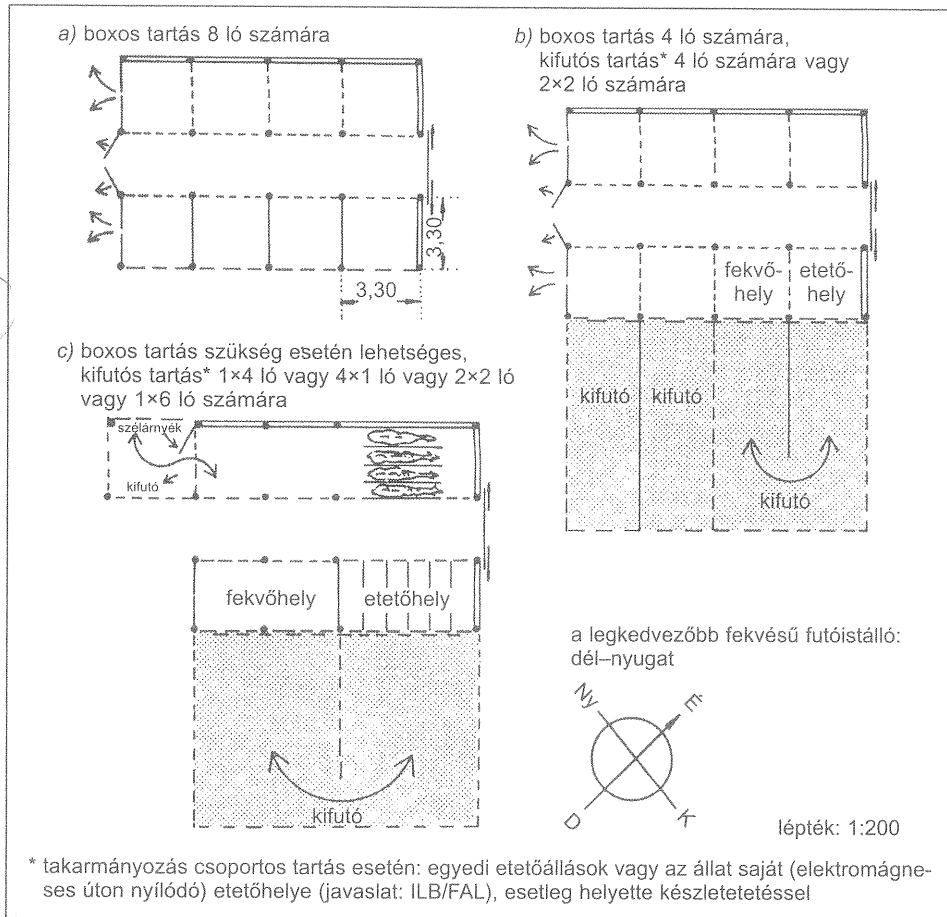 a) boxos tartás 8 ló számára
3,30
3,30
b) boxos tartás 4 ló számára,
kifutós tartás* 4 ló számára vagy
2×2 ló számára
fekvő-
hely
etető-
hely
kifutó
kifutó
kifutó
c) boxos tartás szükség esetén lehetséges,
kifutós tartás* 1×4 ló vagy 4×1 ló vagy 2×2 ló
vagy 1×6 ló számára
szélárnyék
kifutó
fekvőhely
etetőhely
kifutó
a legkedvezőbb fekvésű futóistálló:
dél–nyugat
Ny
É
D
K
lépték: 1:200
* takarmányozás csoportos tartás esetén: egyedi etetőállások vagy az állat saját (elektromágne-
ses úton nyílódó) etetőhelye (javaslat: ILB/FAL), esetleg helyette készletetetéssel